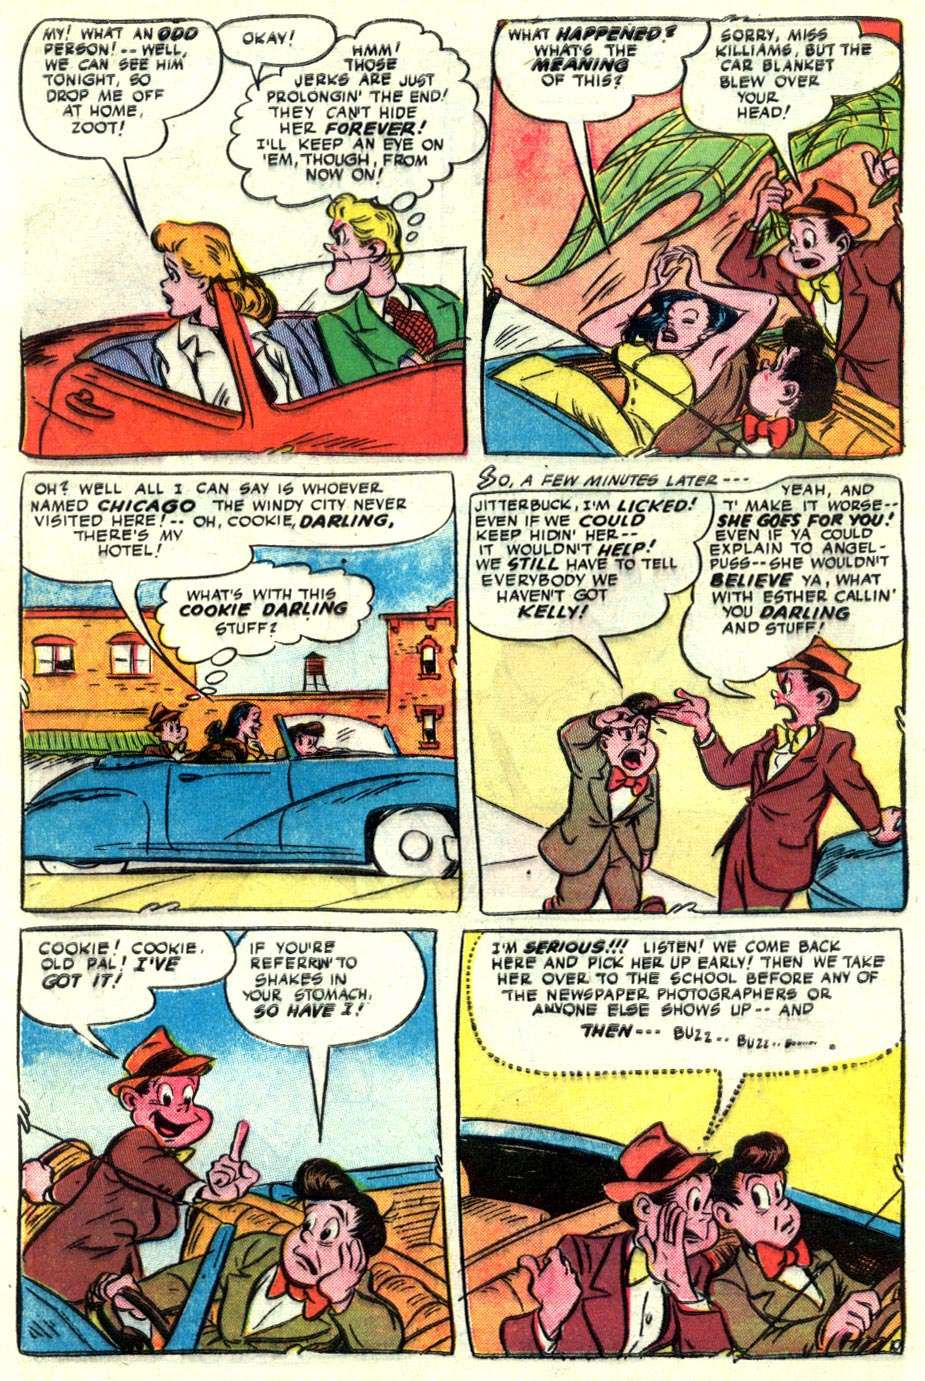 MY! WHAT AN ODD
PERSON! -- WELL,
WE CAN SEE HIM
TONIGHT, SO
DROP ME OFF
AT HOME,
ZOOT!
OKAY!
HMM!
THOSE
JERKS ARE JUST
PROLONGIN' THE END!
THEY CAN'T HIDE
HER FOREVER!
I'LL KEEP AN EYE ON
'EM, THOUGH, FROM
NOW ON!
WHAT HAPPENED?
WHAT'S THE
MEANING
OF THIS?
SORRY, MISS
KILLIAMS, BUT THE
CAR BLANKET
BLEW OVER
YOUR
HEAD!
OH? WELL ALL I CAN SAY IS WHOEVER
NAMED CHICAGO THE WINDY CITY NEVER
VISITED HERE! -- OH, COOKIE, DARLING,
THERE'S MY
HOTEL!
WHAT'S WITH THIS
COOKIE DARLING
STUFF?
SO, A FEW MINUTES LATER ---
JITTERBUCK, I'M LICKED!
EVEN IF WE COULD
KEEP HIDIN' HER --
IT WOULDN'T HELP!
WE STILL HAVE TO TELL
EVERYBODY WE
HAVEN'T GOT
KELLY!
YEAH, AND
T' MAKE IT WORSE --
SHE GOES FOR YOU!
EVEN IF YA COULD
EXPLAIN TO ANGEL-
PUSS -- SHE WOULDN'T
BELIEVE YA, WHAT
WITH ESTHER CALLIN'
YOU DARLING
AND STUFF!
COOKIE! COOKIE,
OLD PAL! I'VE
GOT IT!
IF YOU'RE
REFERRIN' TO
SHAKES IN
YOUR STOMACH,
SO HAVE I!
I'M SERIOUS!!! LISTEN! WE COME BACK
HERE AND PICK HER UP EARLY! THEN WE TAKE
HER OVER TO THE SCHOOL BEFORE ANY OF
THE NEWSPAPER PHOTOGRAPHERS OR
ANYONE ELSE SHOWS UP -- AND
THEN --- BUZZ -- BUZZ --